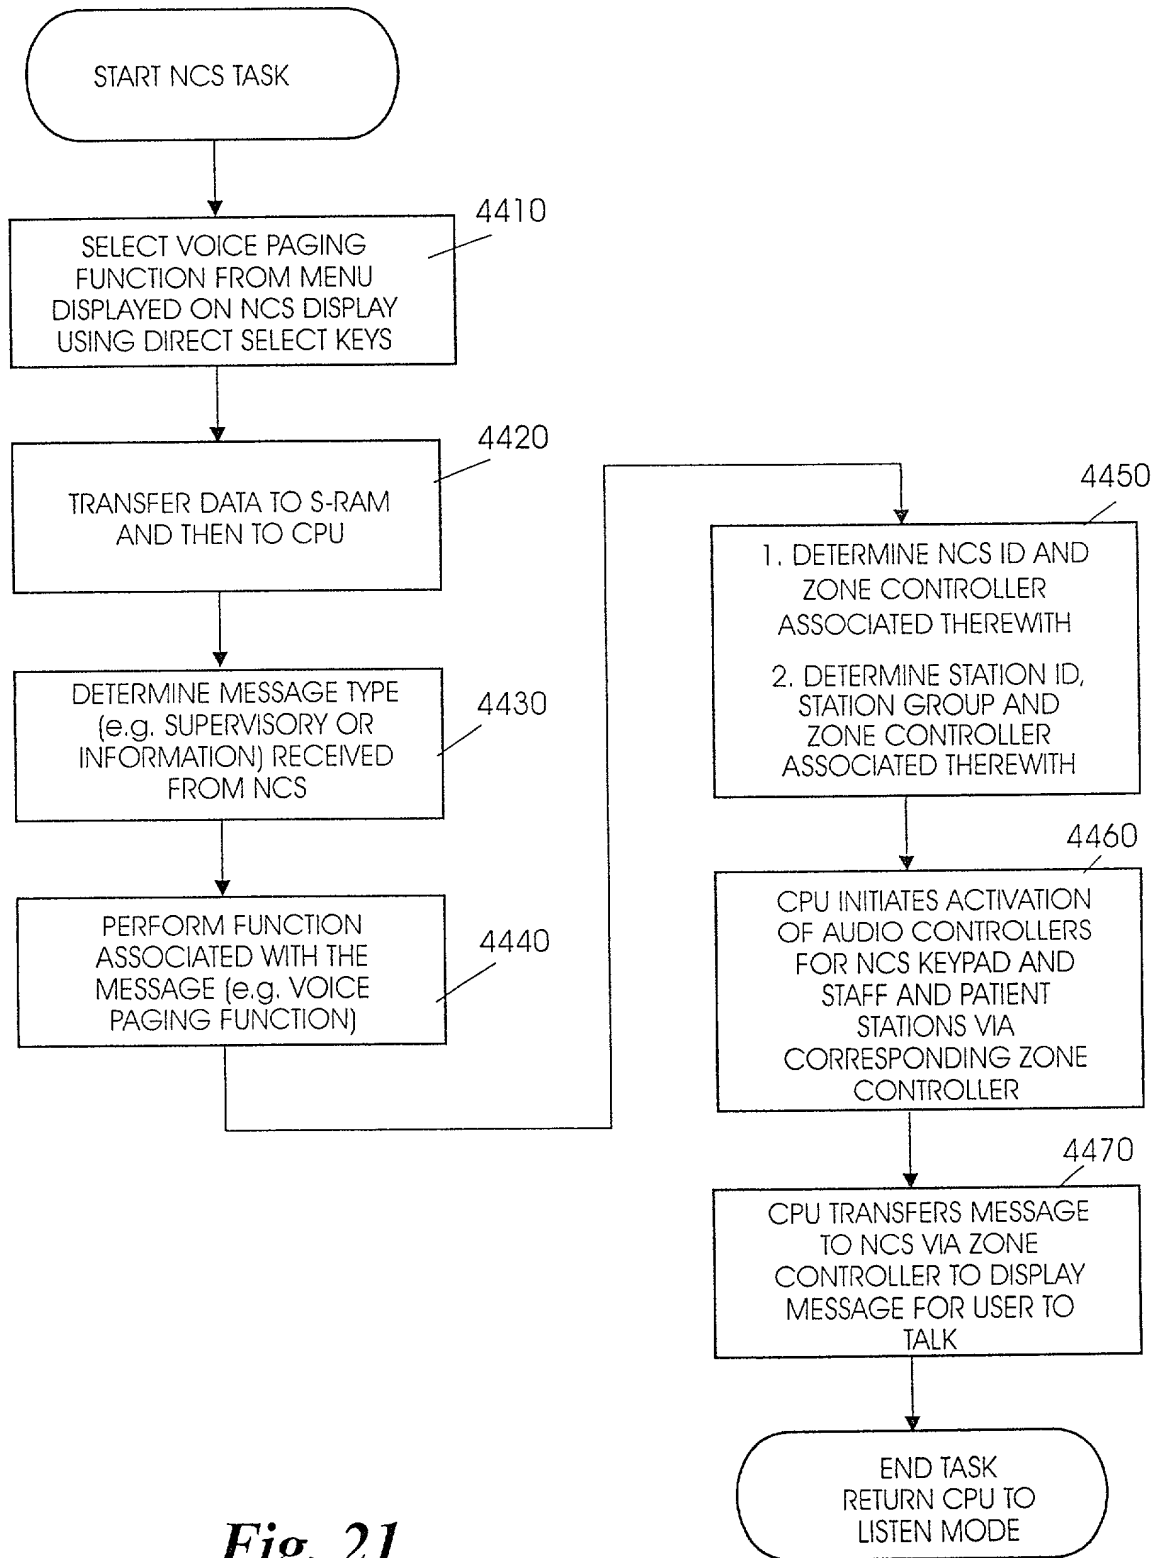 START NCS TASK
4410
SELECT VOICE PAGING
FUNCTION FROM MENU
DISPLAYED ON NCS DISPLAY
USING DIRECT SELECT KEYS
4420
TRANSFER DATA TO S-RAM
AND THEN TO CPU
4430
DETERMINE MESSAGE TYPE
(e.g. SUPERVISORY OR
INFORMATION) RECEIVED
FROM NCS
4440
PERFORM FUNCTION
ASSOCIATED WITH THE
MESSAGE (e.g. VOICE
PAGING FUNCTION)
4450
1. DETERMINE NCS ID AND
ZONE CONTROLLER
ASSOCIATED THEREWITH
2. DETERMINE STATION ID,
STATION GROUP AND
ZONE CONTROLLER
ASSOCIATED THEREWITH
4460
CPU INITIATES ACTIVATION
OF AUDIO CONTROLLERS
FOR NCS KEYPAD AND
STAFF AND PATIENT
STATIONS VIA
CORRESPONDING ZONE
CONTROLLER
4470
CPU TRANSFERS MESSAGE
TO NCS VIA ZONE
CONTROLLER TO DISPLAY
MESSAGE FOR USER TO
TALK
END TASK
RETURN CPU TO
LISTEN MODE
Fig. 21